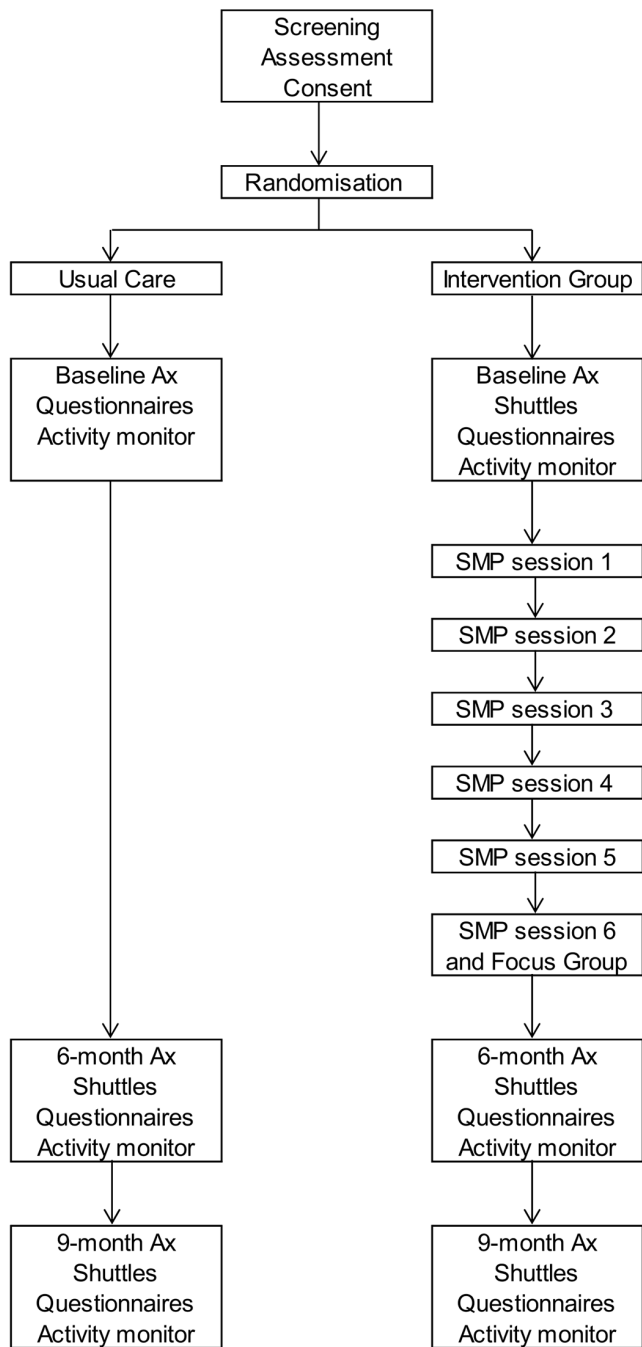 Screening
Assessment
Consent
Randomisation
Usual Care
Intervention Group
Baseline Ax
Questionnaires
Activity monitor
Baseline Ax
Shuttles
Questionnaires
Activity monitor
SMP session 1
SMP session 2
SMP session 3
SMP session 4
SMP session 5
SMP session 6
and Focus Group
6-month Ax
Shuttles
Questionnaires
Activity monitor
6-month Ax
Shuttles
Questionnaires
Activity monitor
9-month Ax
Shuttles
Questionnaires
Activity monitor
9-month Ax
Shuttles
Questionnaires
Activity monitor